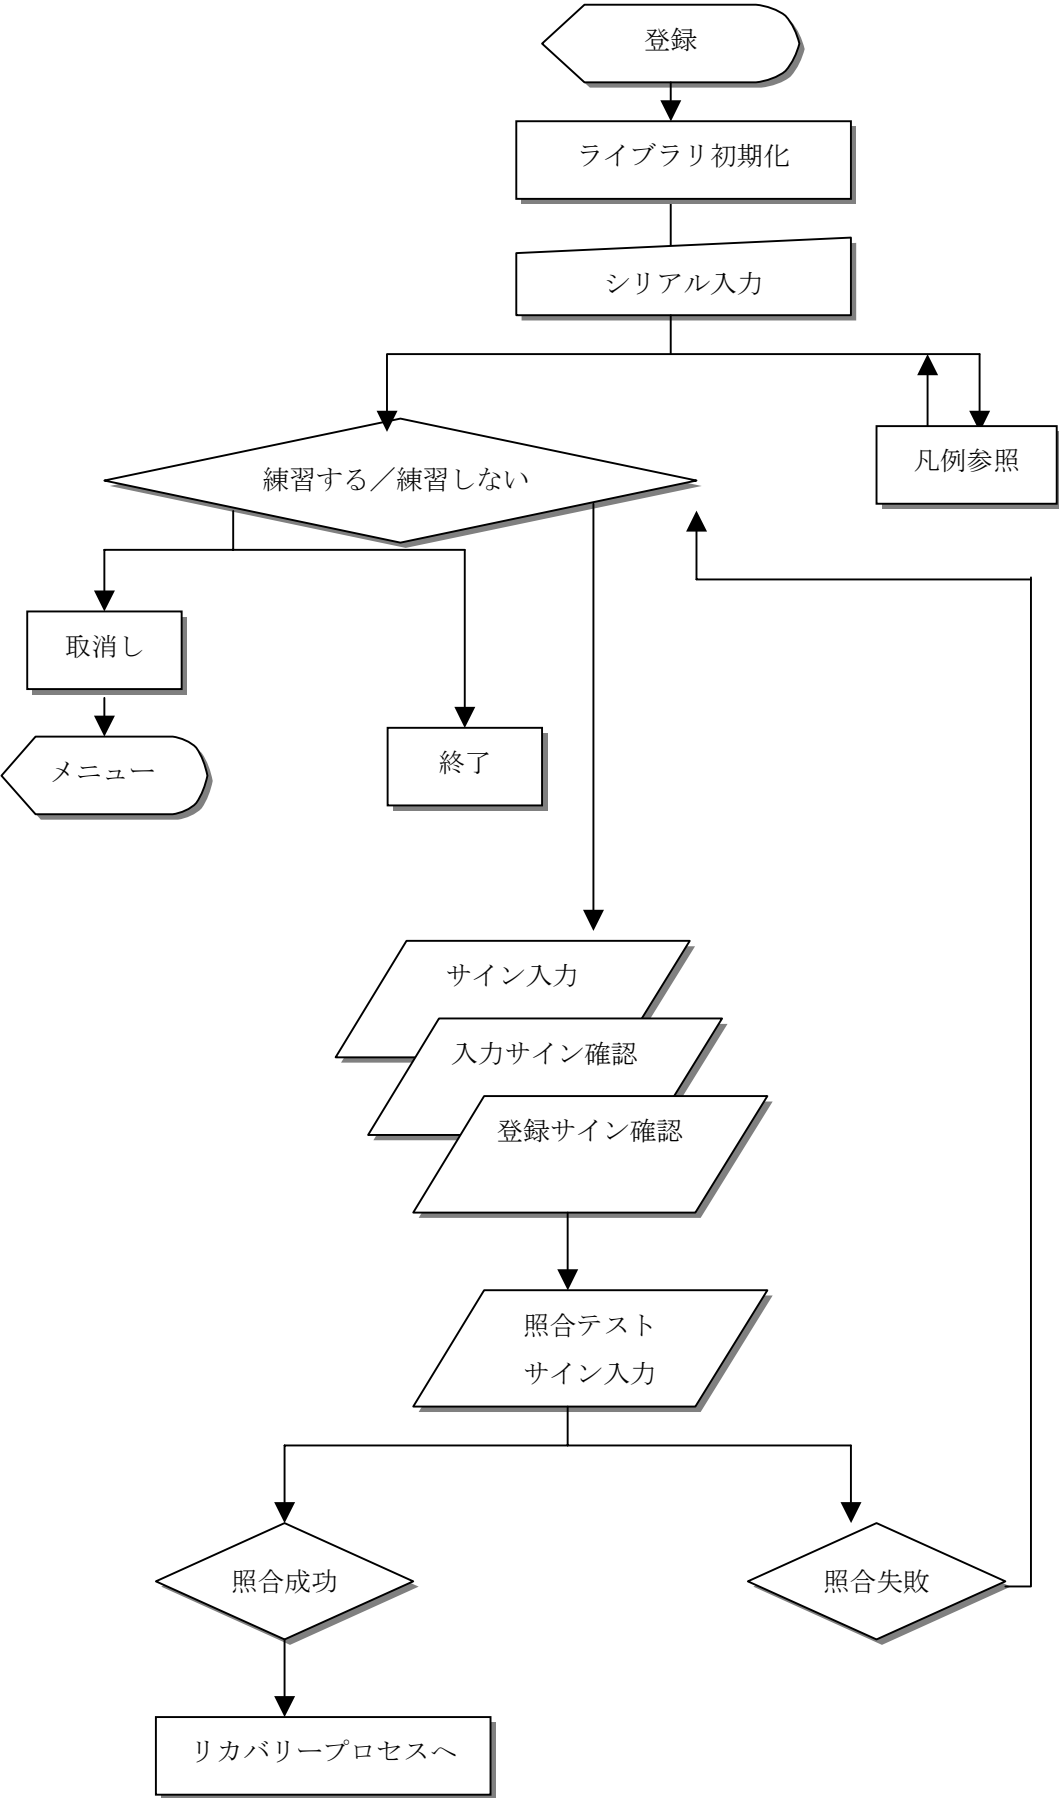 登録
ライブラリ初期化
シリアル入力
凡例参照
練習する／練習しない
取消し
メニュー
終了
サイン入力
入力サイン確認
登録サイン確認
照合テスト
サイン入力
照合成功
照合失敗
リカバリープロセスへ